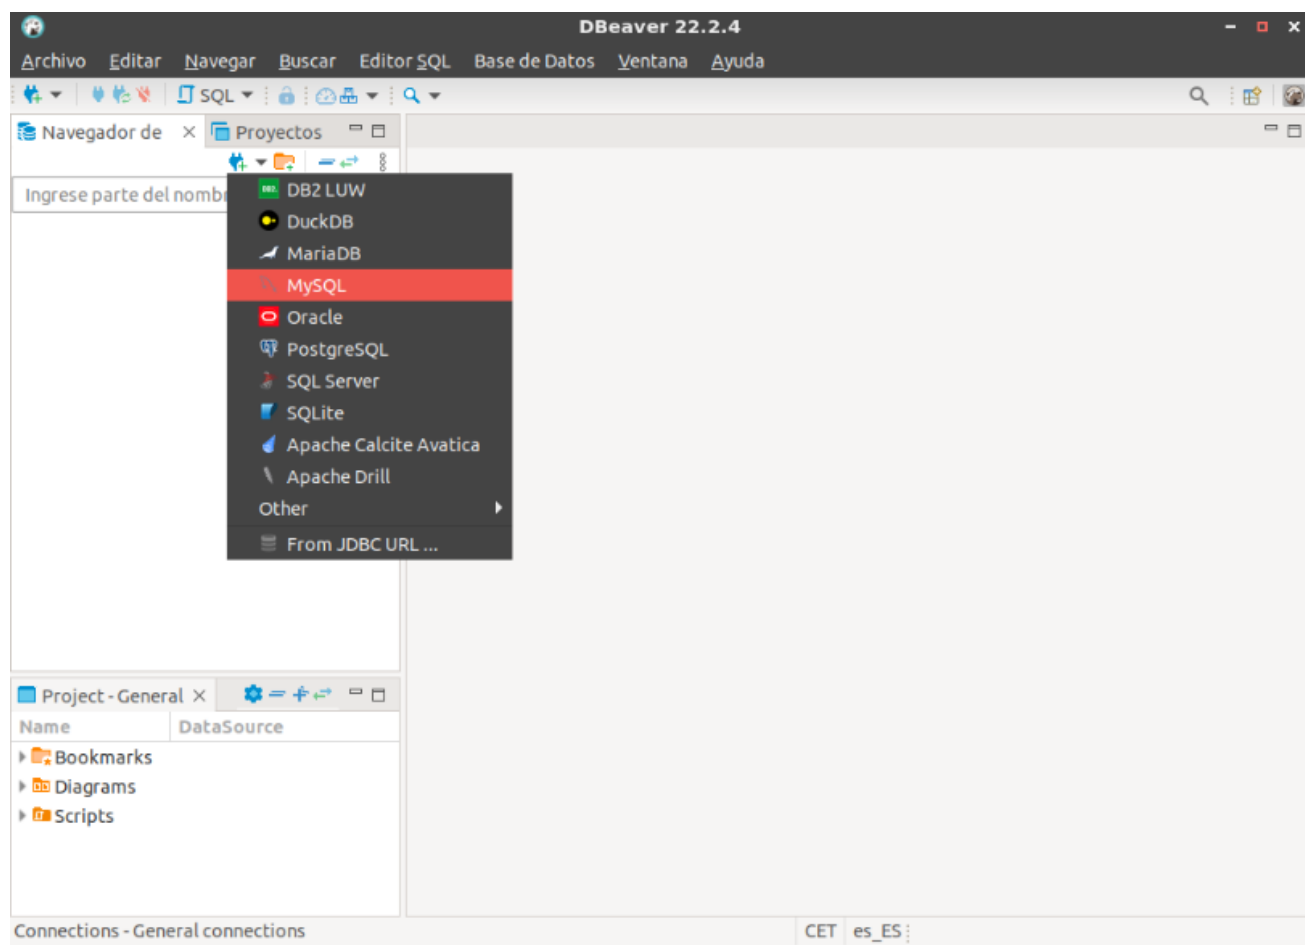 DBeaver 22.2.4
Archivo Editar Navegar Buscar Editor SQL Base de Datos Ventana Ayuda
SQL
Navegador de Proyectos
Ingrese parte del nombr
DB2 LUW
DuckDB
MariaDB
MySQL
Oracle
PostgreSQL
SQL Server
SQLite
Apache Calcite Avatica
Apache Drill
Other
From JDBC URL ...
Project - General
Name DataSource
Bookmarks
Diagrams
Scripts
Connections - General connections CET es_ES